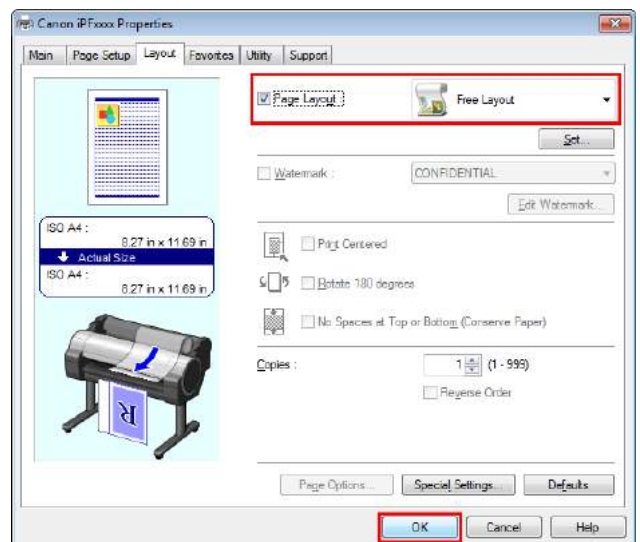 Canon iPFxxxx Properties
Main Page Setup Layout Favorites Utility Support
Page Layout : Free Layout
Set...
Watermark : CONFIDENTIAL
Edit Watermark...
ISO A4 :
8.27 in x 11.69 in
Actual Size
ISO A4 :
8.27 in x 11.69 in
Print Centered
Rotate 180 degrees
No Spaces at Top or Bottom (Conserve Paper)
Copies : 1 (1 - 999)
Reverse Order
R
Page Options... Special Settings... Defaults
OK Cancel Help